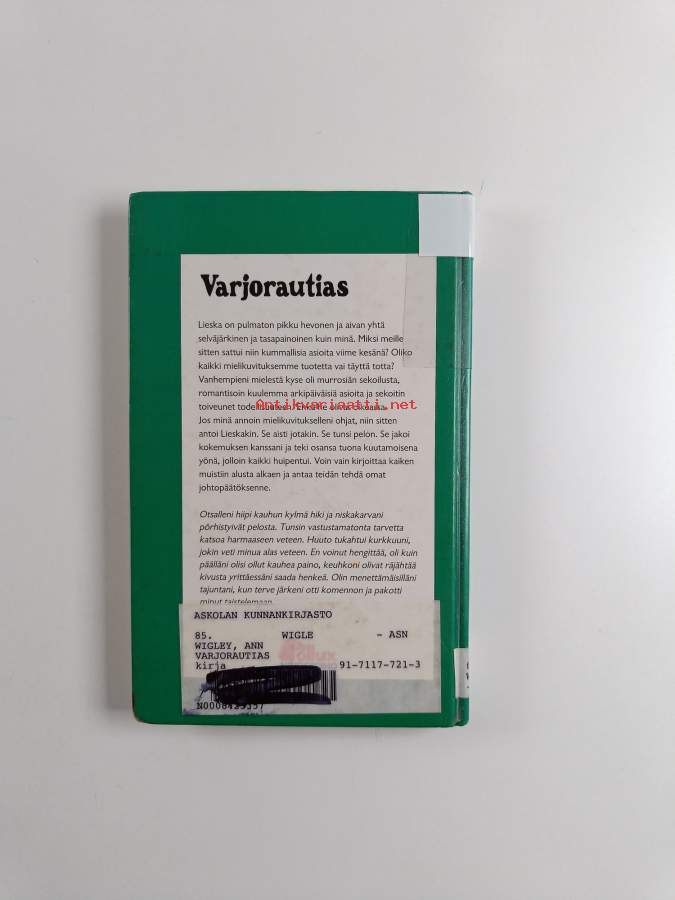 Varjorautias
Lieska on pulmaton pikku hevonen ja aivan yhtä
selväjärkinen ja tasapainoinen kuin minä. Miksi meille
sitten sattui niin kummallisia asioita viime kesänä? Oliko
kaikki mielikuvituksemme tuotetta vai täyttä totta?
Vanhempieni mielestä kyse oli murrosiän sekoilusta,
romantisoin kuulemma arkipäiväisiä asioita ja sekoitin
toiveunet
Antikvariaatti.net
Jos minä annoin mielikuvitukselleni ohjat, niin sitten
antoi Lieskakin. Se aisti jotakin. Se tunsi pelon. Se jakoi
kokemuksen kanssani ja teki osansa tuona kuutamoisena
yönä, jolloin kaikki huipentui. Voin vain kirjoittaa kaiken
muistiin alusta alkaen ja antaa teidän tehdä omat
johtopäätöksenne.
Otsalleni hiipi kauhun kylmä hiki ja niskakarvani
pörhistyivät pelosta. Tunsin vastustamatonta tarvetta
katsoa harmaaseen veteen. Huuto tukahtui kurkkuuni,
jokin veti minua alas veteen. En voinut hengittää, oli kuin
päälläni olisi ollut kauhea paino, keuhkoni olivat räjähtää
kivusta yrittäessäni saada henkeä. Olin menettämäisilläni
tajuntani, kun terve järkeni otti komennon ja pakotti
minut taistelemaan
ASKOLAN KUNNANKIRJASTO
85. WIGLE - ASN
WIGLEY, ANN
VARJORAUTIAS
kirja 91-7117-721-3